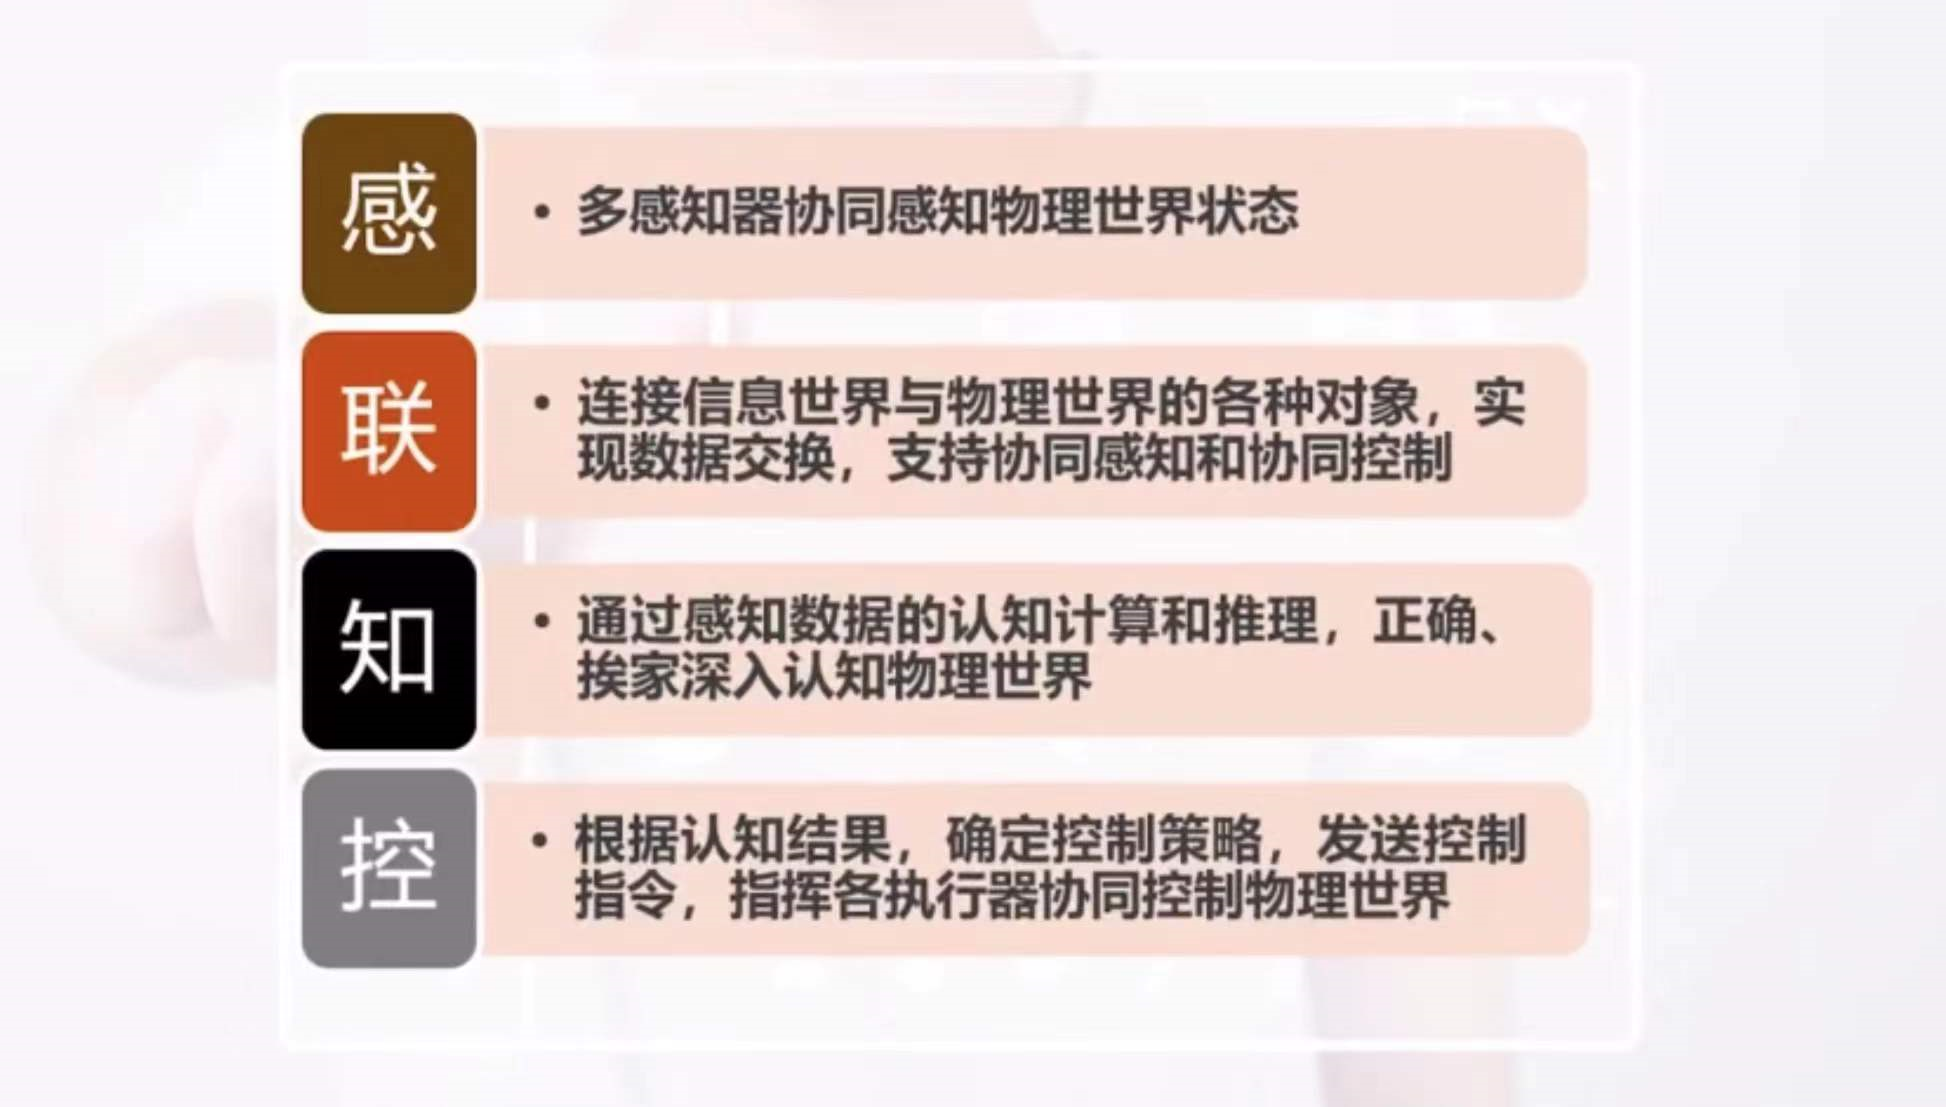 感
• 多感知器协同感知物理世界状态
联
• 连接信息世界与物理世界的各种对象，实
现数据交换，支持协同感知和协同控制
知
• 通过感知数据的认知计算和推理，正确、
挨家深入认知物理世界
控
• 根据认知结果，确定控制策略，发送控制
指令，指挥各执行器协同控制物理世界